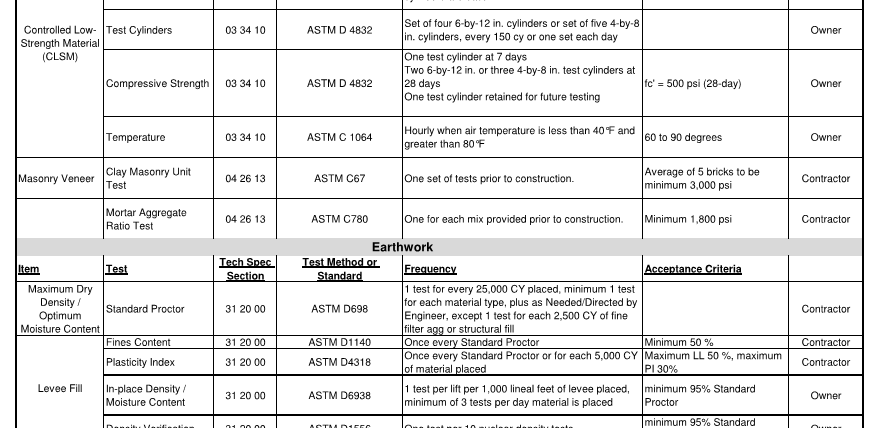 Controlled Low-
Strength Material
(CLSM)
Test Cylinders
03 34 10
ASTM D 4832
Set of four 6-by-12 in. cylinders or set of five 4-by-8
in. cylinders, every 150 cy or one set each day
Owner
Compressive Strength
03 34 10
ASTM D 4832
One test cylinder at 7 days
Two 6-by-12 in. or three 4-by-8 in. test cylinders at
28 days
One test cylinder retained for future testing
fc' = 500 psi (28-day)
Owner
Temperature
03 34 10
ASTM C 1064
Hourly when air temperature is less than 40°F and
greater than 80°F
60 to 90 degrees
Owner
Masonry Veneer
Clay Masonry Unit
Test
04 26 13
ASTM C67
One set of tests prior to construction.
Average of 5 bricks to be
minimum 3,000 psi
Contractor
Mortar Aggregate
Ratio Test
04 26 13
ASTM C780
One for each mix provided prior to construction.
Minimum 1,800 psi
Contractor
Earthwork
Item
Test
Tech Spec
Section
Test Method or
Standard
Frequency
Acceptance Criteria
Maximum Dry
Density /
Optimum
Moisture Content
Standard Proctor
31 20 00
ASTM D698
1 test for every 25,000 CY placed, minimum 1 test
for each material type, plus as Needed/Directed by
Engineer, except 1 test for each 2,500 CY of fine
filter agg or structural fill
Contractor
Levee Fill
Fines Content
31 20 00
ASTM D1140
Once every Standard Proctor
Minimum 50 %
Contractor
Plasticity Index
31 20 00
ASTM D4318
Once every Standard Proctor or for each 5,000 CY
of material placed
Maximum LL 50 %, maximum
PI 30%
Contractor
In-place Density /
Moisture Content
31 20 00
ASTM D6938
1 test per lift per 1,000 lineal feet of levee placed,
minimum of 3 tests per day material is placed
minimum 95% Standard
Proctor
Owner
Density Verification
31 20 00
ASTM D1556
One test per 10 nuclear density tests
minimum 95% Standard
Owner